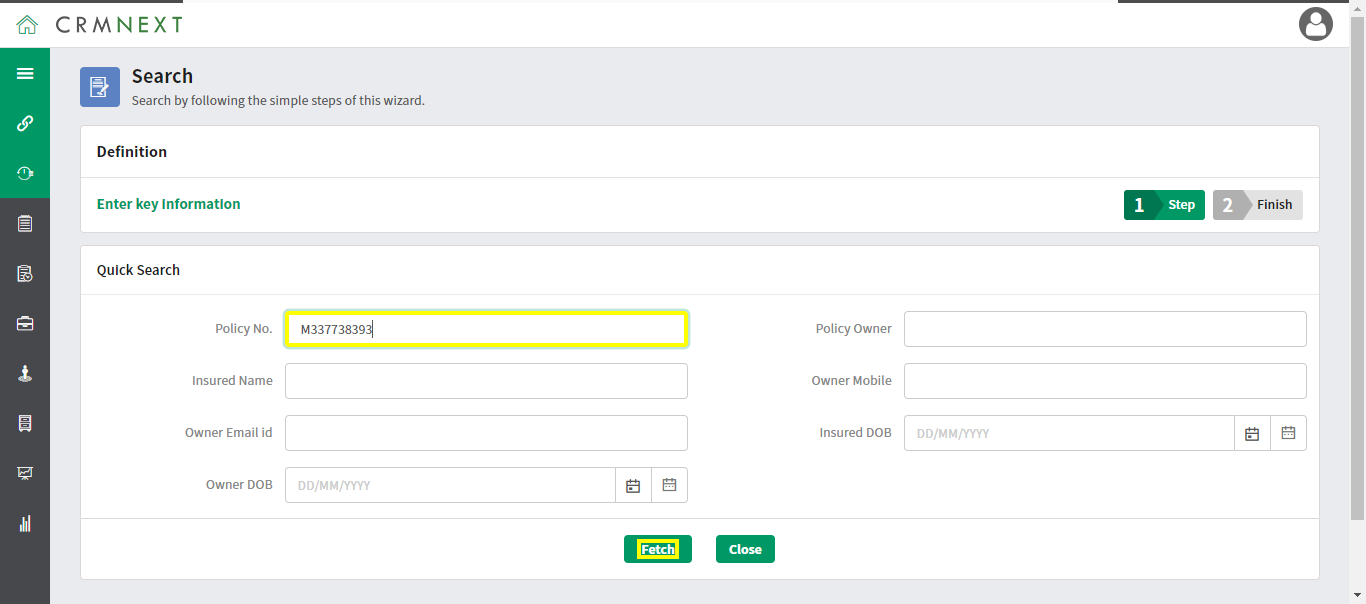 CRMNEXT
Search
Search by following the simple steps of this wizard.
Definition
Enter key Information
1 Step 2 Finish
Quick Search
Policy No. M337738393 Policy Owner
Insured Name Owner Mobile
Owner Email id Insured DOB DD/MM/YYYY
Owner DOB DD/MM/YYYY
Fetch Close